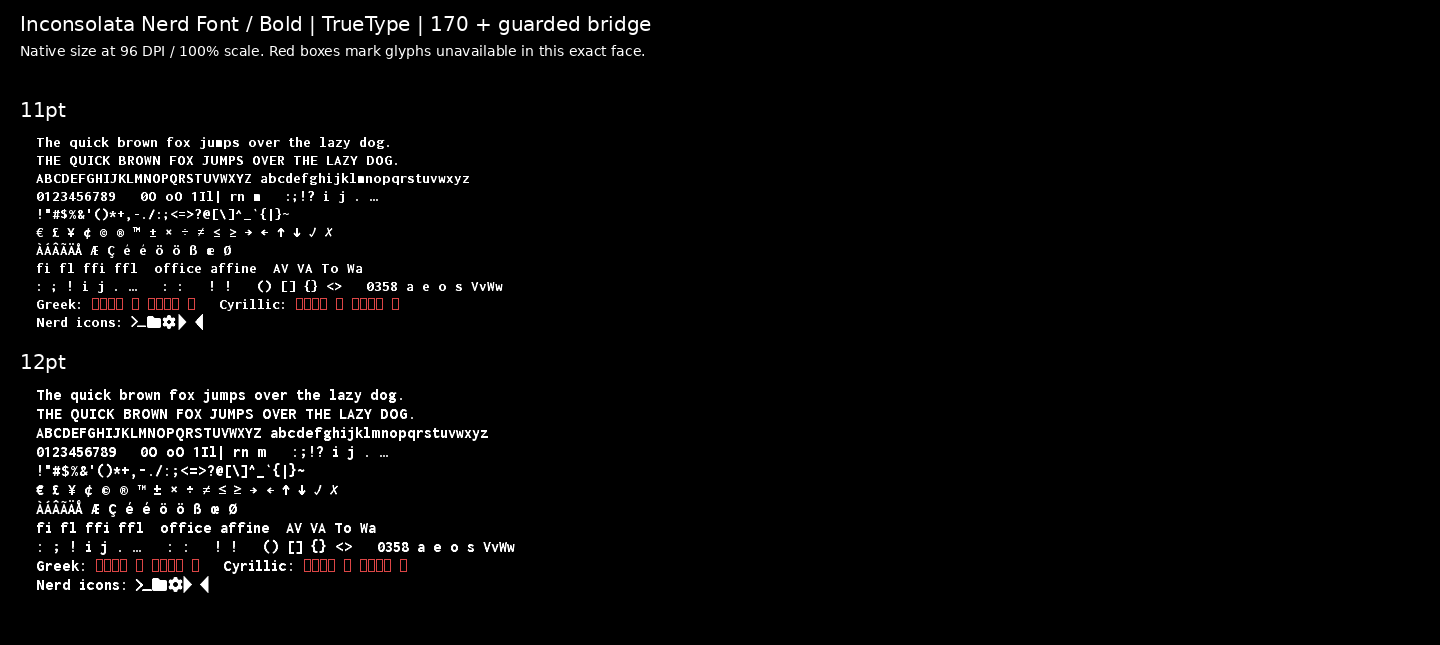 Inconsolata Nerd Font / Bold | TrueType | 170 + guarded bridge
Native size at 96 DPI / 100% scale. Red boxes mark glyphs unavailable in this exact face.
11pt
The quick brown fox jumps over the lazy dog.
THE QUICK BROWN FOX JUMPS OVER THE LAZY DOG.
ABCDEFGHIJKLMNOPQRSTUVWXYZ abcdefghijklmnopqrstuvwxyz
0123456789   0O oO 1Il| rn m   :;!? i j . …
!"#$%&'()*+,-./:;<=>?@[\]^_`{|}~
€ £ ¥ ¢ © ® ™ ± × ÷ ≠ ≤ ≥ → ← ↑ ↓ ✓ ✗
ÀÁÂÃÄÅ Æ Ç é é ö ö ß œ Ø
fi fl ffi ffl  office affine  AV VA To Wa
: ; ! i j . …   : :   ! !   () [] {} <>   0358 a e o s VvWw
Greek:   Cyrillic:
Nerd icons:
12pt
The quick brown fox jumps over the lazy dog.
THE QUICK BROWN FOX JUMPS OVER THE LAZY DOG.
ABCDEFGHIJKLMNOPQRSTUVWXYZ abcdefghijklmnopqrstuvwxyz
0123456789   0O oO 1Il| rn m   :;!? i j . …
!"#$%&'()*+,-./:;<=>?@[\]^_`{|}~
€ £ ¥ ¢ © ® ™ ± × ÷ ≠ ≤ ≥ → ← ↑ ↓ ✓ ✗
ÀÁÂÃÄÅ Æ Ç é é ö ö ß œ Ø
fi fl ffi ffl  office affine  AV VA To Wa
: ; ! i j . …   : :   ! !   () [] {} <>   0358 a e o s VvWw
Greek:   Cyrillic:
Nerd icons: